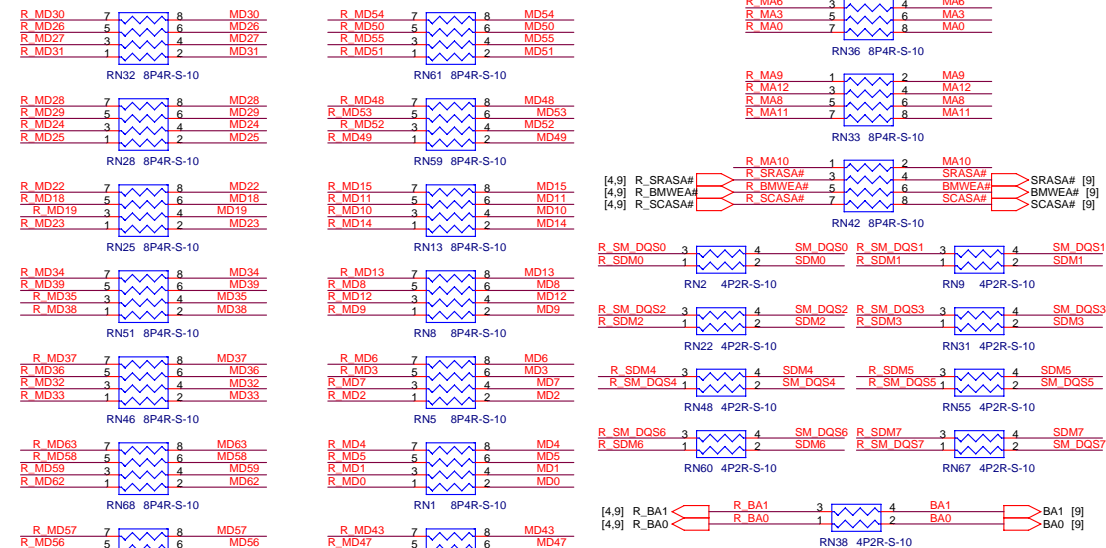 R_MD30 7 8 MD30
R_MD26 5 6 MD26
R_MD27 3 4 MD27
R_MD31 1 2 MD31
RN32 8P4R-S-10
R_MD28 7 8 MD28
R_MD29 5 6 MD29
R_MD24 3 4 MD24
R_MD25 1 2 MD25
RN28 8P4R-S-10
R_MD22 7 8 MD22
R_MD18 5 6 MD18
R_MD19 3 4 MD19
R_MD23 1 2 MD23
RN25 8P4R-S-10
R_MD34 7 8 MD34
R_MD39 5 6 MD39
R_MD35 3 4 MD35
R_MD38 1 2 MD38
RN51 8P4R-S-10
R_MD37 7 8 MD37
R_MD36 5 6 MD36
R_MD32 3 4 MD32
R_MD33 1 2 MD33
RN46 8P4R-S-10
R_MD63 7 8 MD63
R_MD58 5 6 MD58
R_MD59 3 4 MD59
R_MD62 1 2 MD62
RN68 8P4R-S-10
R_MD57 7 8 MD57
R_MD56 5 6 MD56
R_MD54 7 8 MD54
R_MD50 5 6 MD50
R_MD55 3 4 MD55
R_MD51 1 2 MD51
RN61 8P4R-S-10
R_MD48 7 8 MD48
R_MD53 5 6 MD53
R_MD52 3 4 MD52
R_MD49 1 2 MD49
RN59 8P4R-S-10
R_MD15 7 8 MD15
R_MD11 5 6 MD11
R_MD10 3 4 MD10
R_MD14 1 2 MD14
RN13 8P4R-S-10
R_MD13 7 8 MD13
R_MD8 5 6 MD8
R_MD12 3 4 MD12
R_MD9 1 2 MD9
RN8 8P4R-S-10
R_MD6 7 8 MD6
R_MD3 5 6 MD3
R_MD7 3 4 MD7
R_MD2 1 2 MD2
RN5 8P4R-S-10
R_MD4 7 8 MD4
R_MD5 5 6 MD5
R_MD1 3 4 MD1
R_MD0 1 2 MD0
RN1 8P4R-S-10
R_MD43 7 8 MD43
R_MD47 5 6 MD47
R_MA6 3 4 MA6
R_MA3 5 6 MA3
R_MA0 7 8 MA0
RN36 8P4R-S-10
R_MA9 1 2 MA9
R_MA12 3 4 MA12
R_MA8 5 6 MA8
R_MA11 7 8 MA11
RN33 8P4R-S-10
R_MA10 1 2 MA10
[4,9] R_SRASA# R_SRASA# 3 4 SRASA# SRASA# [9]
[4,9] R_BMWEA# R_BMWEA# 5 6 BMWEA# BMWEA# [9]
[4,9] R_SCASA# R_SCASA# 7 8 SCASA# SCASA# [9]
RN42 8P4R-S-10
R_SM_DQS0 3 4 SM_DQS0
R_SDM0 1 2 SDM0
RN2 4P2R-S-10
R_SM_DQS1 3 4 SM_DQS1
R_SDM1 1 2 SDM1
RN9 4P2R-S-10
R_SM_DQS2 3 4 SM_DQS2
R_SDM2 1 2 SDM2
RN22 4P2R-S-10
R_SM_DQS3 3 4 SM_DQS3
R_SDM3 1 2 SDM3
RN31 4P2R-S-10
R_SDM4 3 4 SDM4
R_SM_DQS4 1 2 SM_DQS4
RN48 4P2R-S-10
R_SDM5 3 4 SDM5
R_SM_DQS5 1 2 SM_DQS5
RN55 4P2R-S-10
R_SM_DQS6 3 4 SM_DQS6
R_SDM6 1 2 SDM6
RN60 4P2R-S-10
R_SDM7 3 4 SDM7
R_SM_DQS7 1 2 SM_DQS7
RN67 4P2R-S-10
[4,9] R_BA1 R_BA1 3 4 BA1 BA1 [9]
[4,9] R_BA0 R_BA0 1 2 BA0 BA0 [9]
RN38 4P2R-S-10